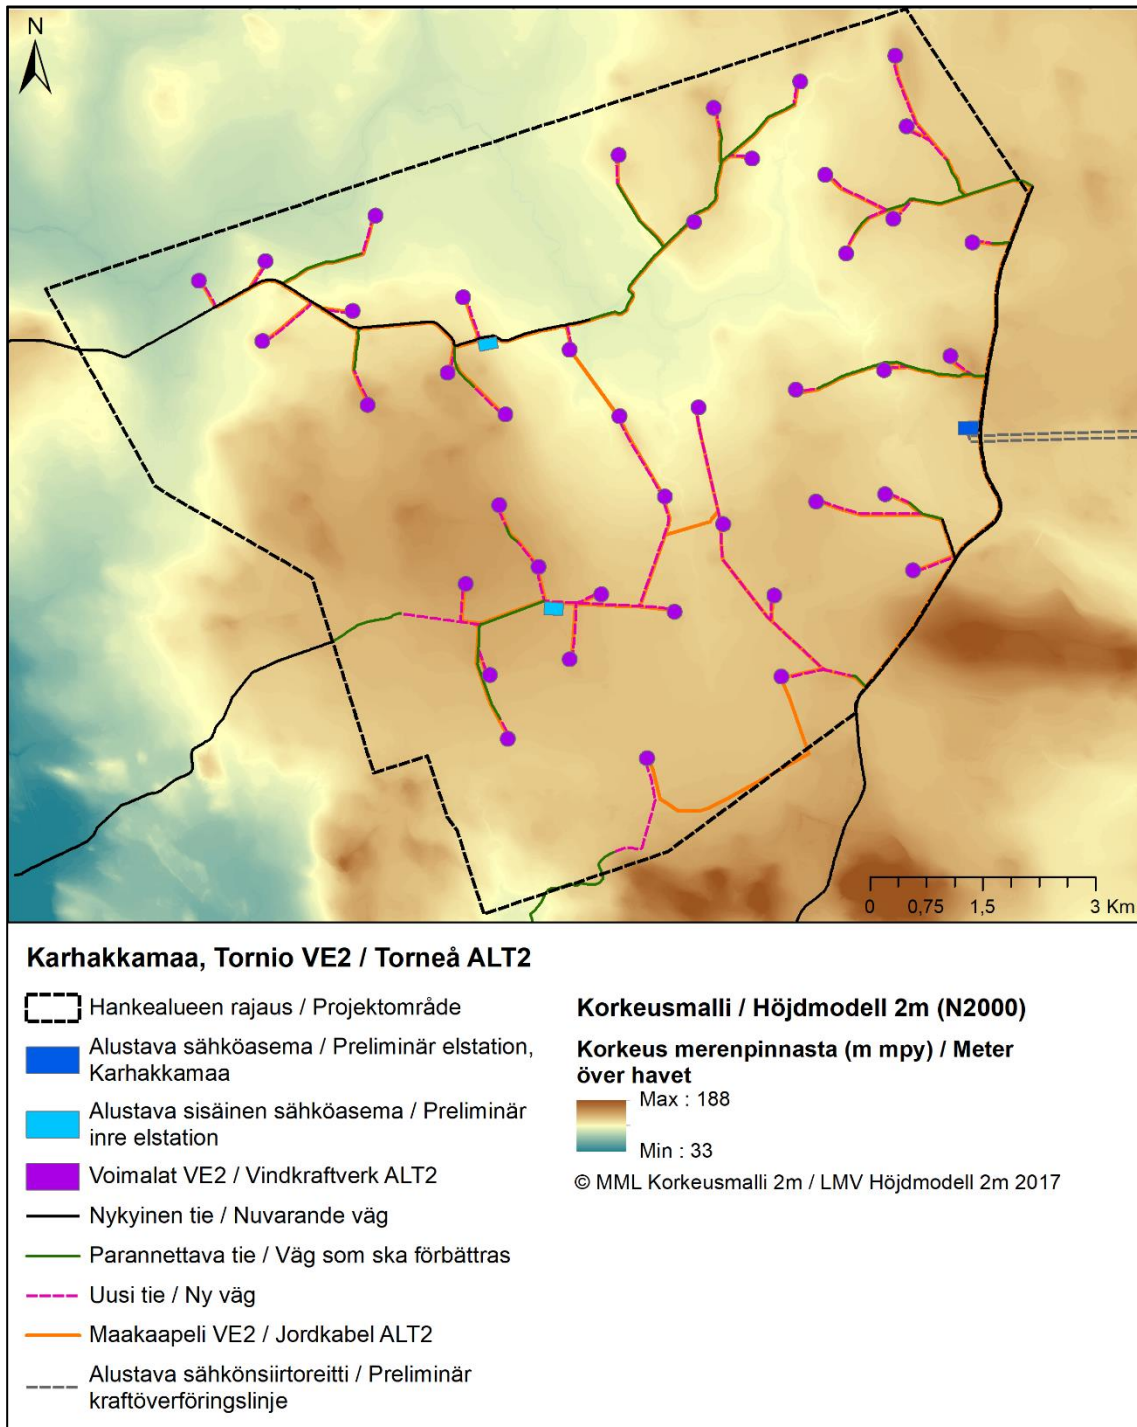 N
0 0,75 1,5 3 Km
Karhakkamaa, Tornio VE2 / Torneå ALT2
Hankealueen rajaus / Projektområde
Alustava sähköasema / Preliminär elstation,
Karhakkamaa
Alustava sisäinen sähköasema / Preliminär
inre elstation
Voimalat VE2 / Vindkraftverk ALT2
Nykyinen tie / Nuvarande väg
Parannettava tie / Väg som ska förbättras
Uusi tie / Ny väg
Maakaapeli VE2 / Jordkabel ALT2
Alustava sähkönsiirtoreitti / Preliminär
kraftöverföringslinje
Korkeusmalli / Höjdmodell 2m (N2000)
Korkeus merenpinnasta (m mpy) / Meter
över havet
Max : 188
Min : 33
© MML Korkeusmalli 2m / LMV Höjdmodell 2m 2017